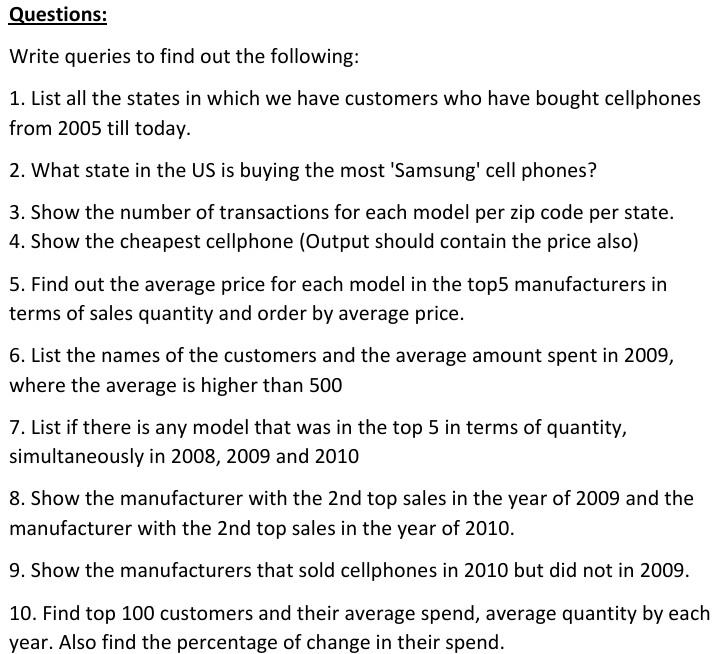 Questions:
Write queries to find out the following:
1. List all the states in which we have customers who have bought cellphones
from 2005 till today.
2. What state in the US is buying the most 'Samsung' cell phones?
3. Show the number of transactions for each model per zip code per state.
4. Show the cheapest cellphone (Output should contain the price also)
5. Find out the average price for each model in the top5 manufacturers in
terms of sales quantity and order by average price.
6. List the names of the customers and the average amount spent in 2009,
where the average is higher than 500
7. List if there is any model that was in the top 5 in terms of quantity,
simultaneously in 2008, 2009 and 2010
8. Show the manufacturer with the 2nd top sales in the year of 2009 and the
manufacturer with the 2nd top sales in the year of 2010.
9. Show the manufacturers that sold cellphones in 2010 but did not in 2009.
10. Find top 100 customers and their average spend, average quantity by each
year. Also find the percentage of change in their spend.